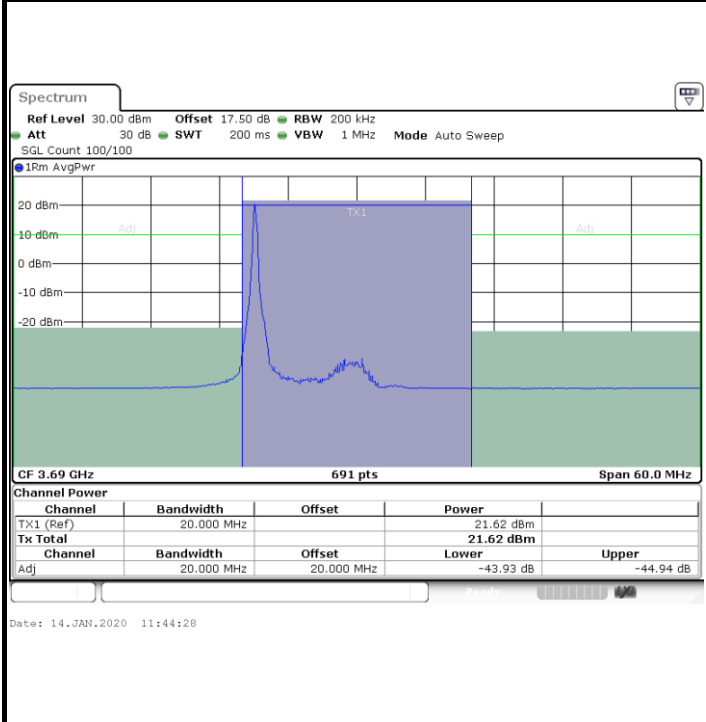 Spectrum
Ref Level 30.00 dBm Offset 17.50 dB RBW 200 kHz
Att 30 dB SWT 200 ms VBW 1 MHz Mode Auto Sweep
SGL Count 100/100
1Rm AvgPwr
20 dBm
TX1
Adj
Adj
10 dBm
0 dBm
-10 dBm
-20 dBm
CF 3.69 GHz 691 pts Span 60.0 MHz
Channel Power
Channel Bandwidth Offset Power
TX1 (Ref) 20.000 MHz 21.62 dBm
Tx Total 21.62 dBm
Channel Bandwidth Offset Lower Upper
Adj 20.000 MHz 20.000 MHz -43.93 dB -44.94 dB
Ready
Date: 14.JAN.2020 11:44:28